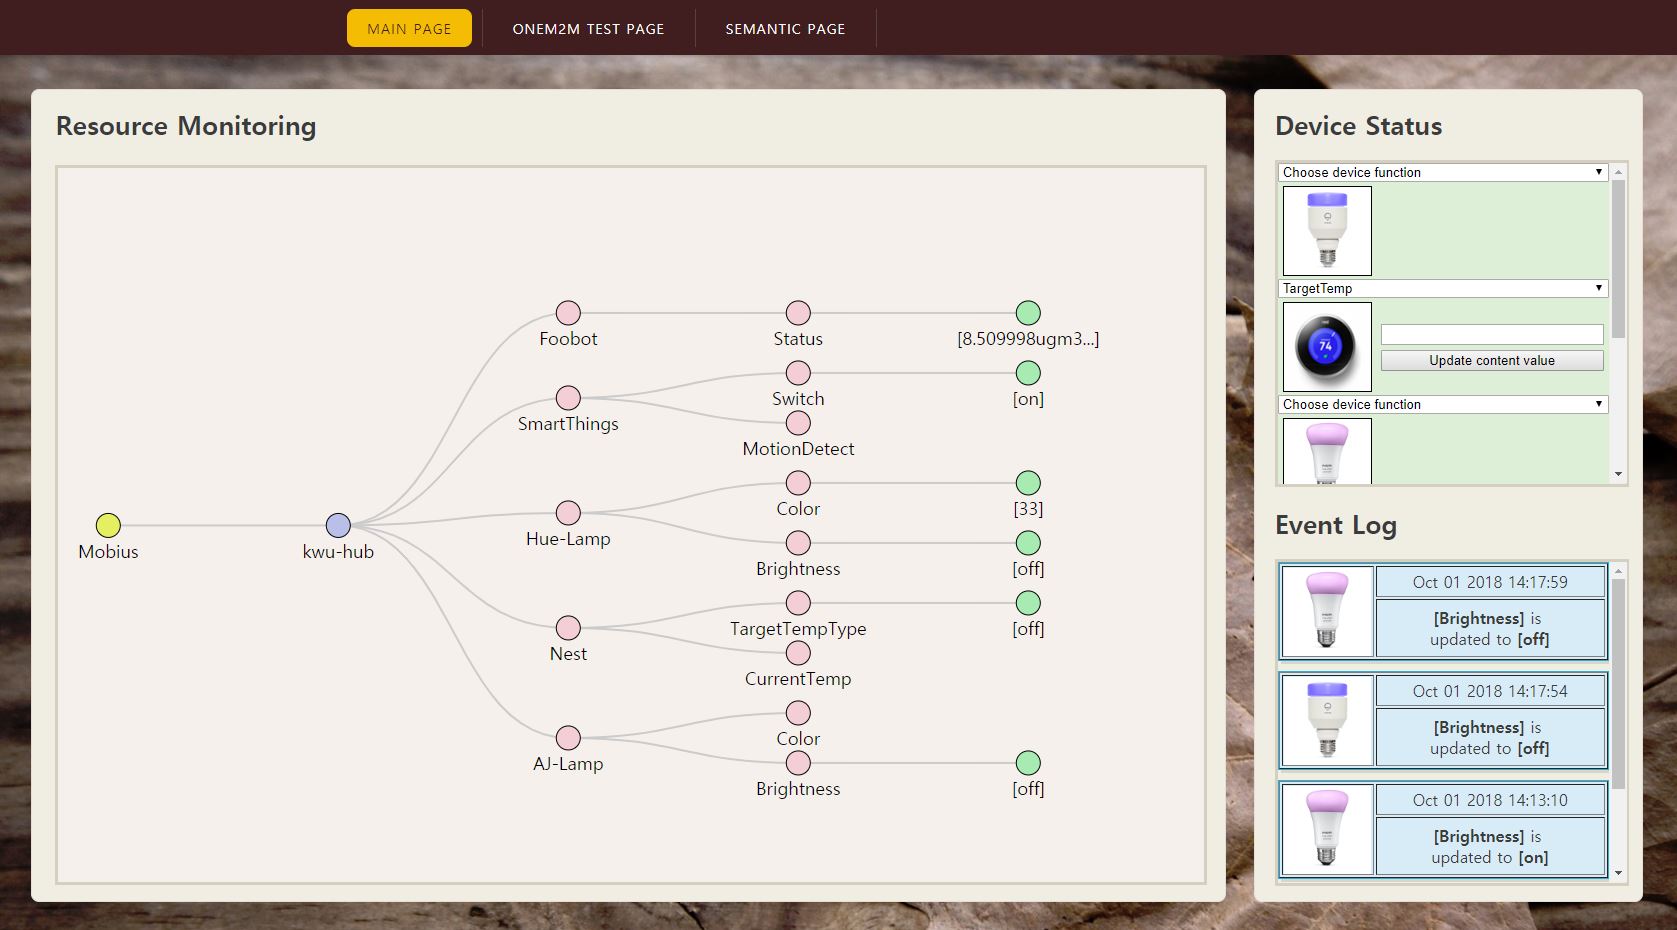 MAIN PAGE
ONEM2M TEST PAGE
SEMANTIC PAGE
Resource Monitoring
Foobot
Status
[8.509998ugm3...]
SmartThings
Switch
[on]
MotionDetect
Mobius
kwu-hub
Hue-Lamp
Color
[33]
Brightness
[off]
Nest
TargetTempType
[off]
CurrentTemp
AJ-Lamp
Color
Brightness
[off]
Device Status
Choose device function
TargetTemp
74
Update content value
Choose device function
Event Log
Oct 01 2018 14:17:59
[Brightness] is
updated to [off]
Oct 01 2018 14:17:54
[Brightness] is
updated to [off]
Oct 01 2018 14:13:10
[Brightness] is
updated to [on]